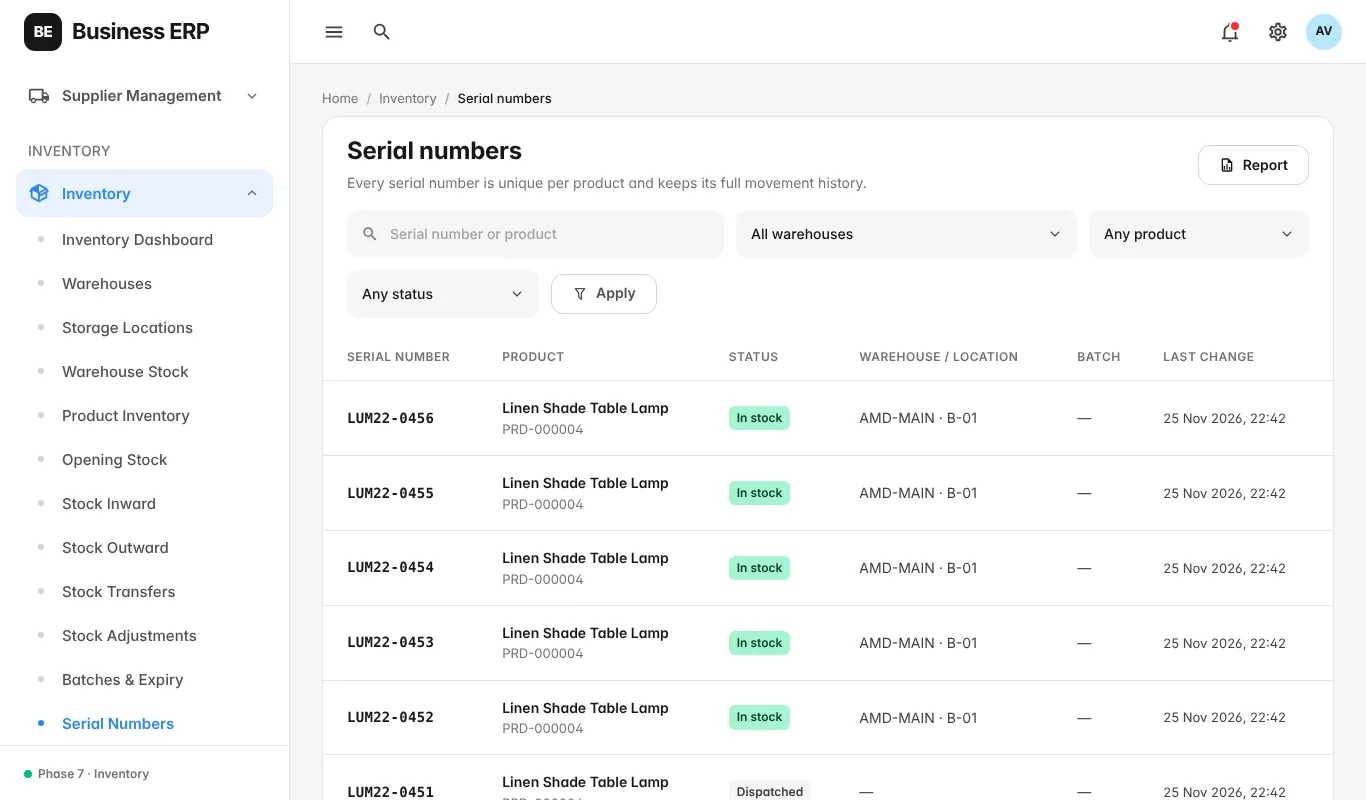 BE Business ERP
Supplier Management
INVENTORY
Inventory
Inventory Dashboard
Warehouses
Storage Locations
Warehouse Stock
Product Inventory
Opening Stock
Stock Inward
Stock Outward
Stock Transfers
Stock Adjustments
Batches & Expiry
Serial Numbers
Phase 7 · Inventory
AV
Home / Inventory / Serial numbers
Serial numbers
Every serial number is unique per product and keeps its full movement history.
Report
Serial number or product
All warehouses
Any product
Any status
Apply
SERIAL NUMBER PRODUCT STATUS WAREHOUSE / LOCATION BATCH LAST CHANGE
LUM22-0456 Linen Shade Table Lamp In stock AMD-MAIN · B-01 — 25 Nov 2026, 22:42
PRD-000004
LUM22-0455 Linen Shade Table Lamp In stock AMD-MAIN · B-01 — 25 Nov 2026, 22:42
PRD-000004
LUM22-0454 Linen Shade Table Lamp In stock AMD-MAIN · B-01 — 25 Nov 2026, 22:42
PRD-000004
LUM22-0453 Linen Shade Table Lamp In stock AMD-MAIN · B-01 — 25 Nov 2026, 22:42
PRD-000004
LUM22-0452 Linen Shade Table Lamp In stock AMD-MAIN · B-01 — 25 Nov 2026, 22:42
PRD-000004
LUM22-0451 Linen Shade Table Lamp Dispatched — — 25 Nov 2026, 22:42